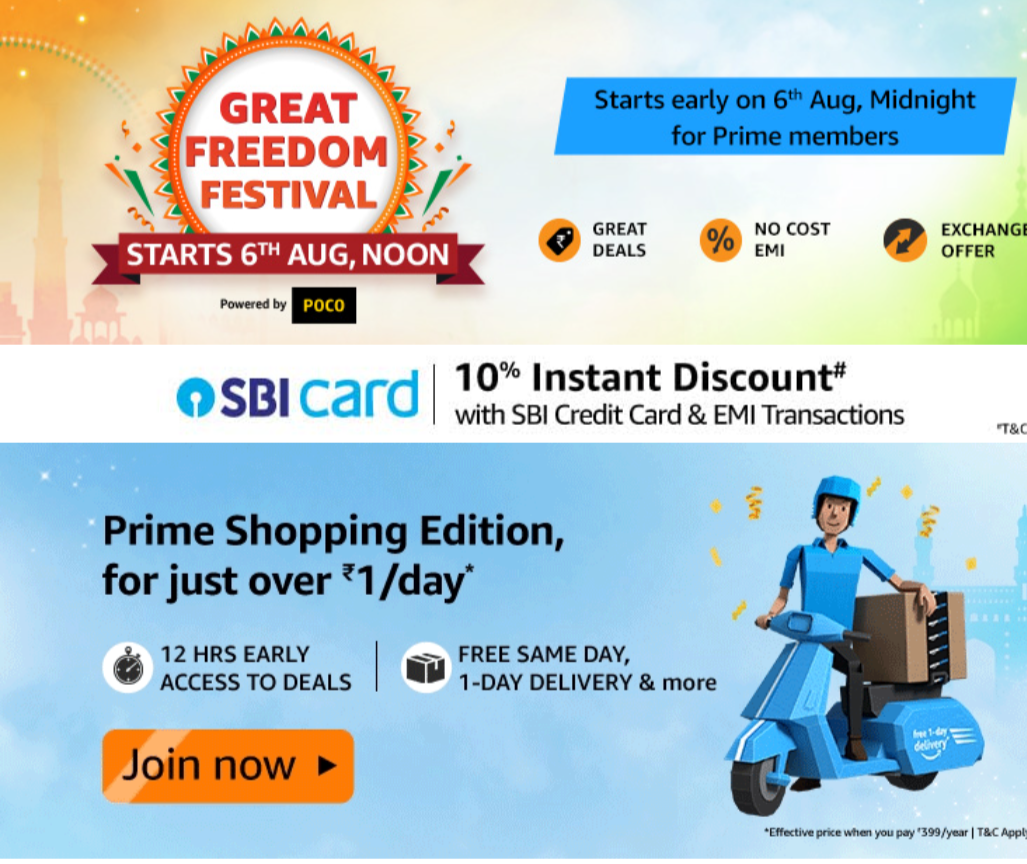 GREAT
FREEDOM
FESTIVAL
STARTS 6TH AUG, NOON
Powered by POCO
Starts early on 6th Aug, Midnight
for Prime members
₹
GREAT
DEALS
%
NO COST
EMI
EXCHANGE
OFFER
SBI card
10% Instant Discount#
with SBI Credit Card & EMI Transactions
#T&C
Prime Shopping Edition,
for just over ₹1/day*
12 HRS EARLY
ACCESS TO DEALS
FREE SAME DAY,
1-DAY DELIVERY & more
Join now
free 1-day
delivery*
*Effective price when you pay ₹399/year | T&C Apply